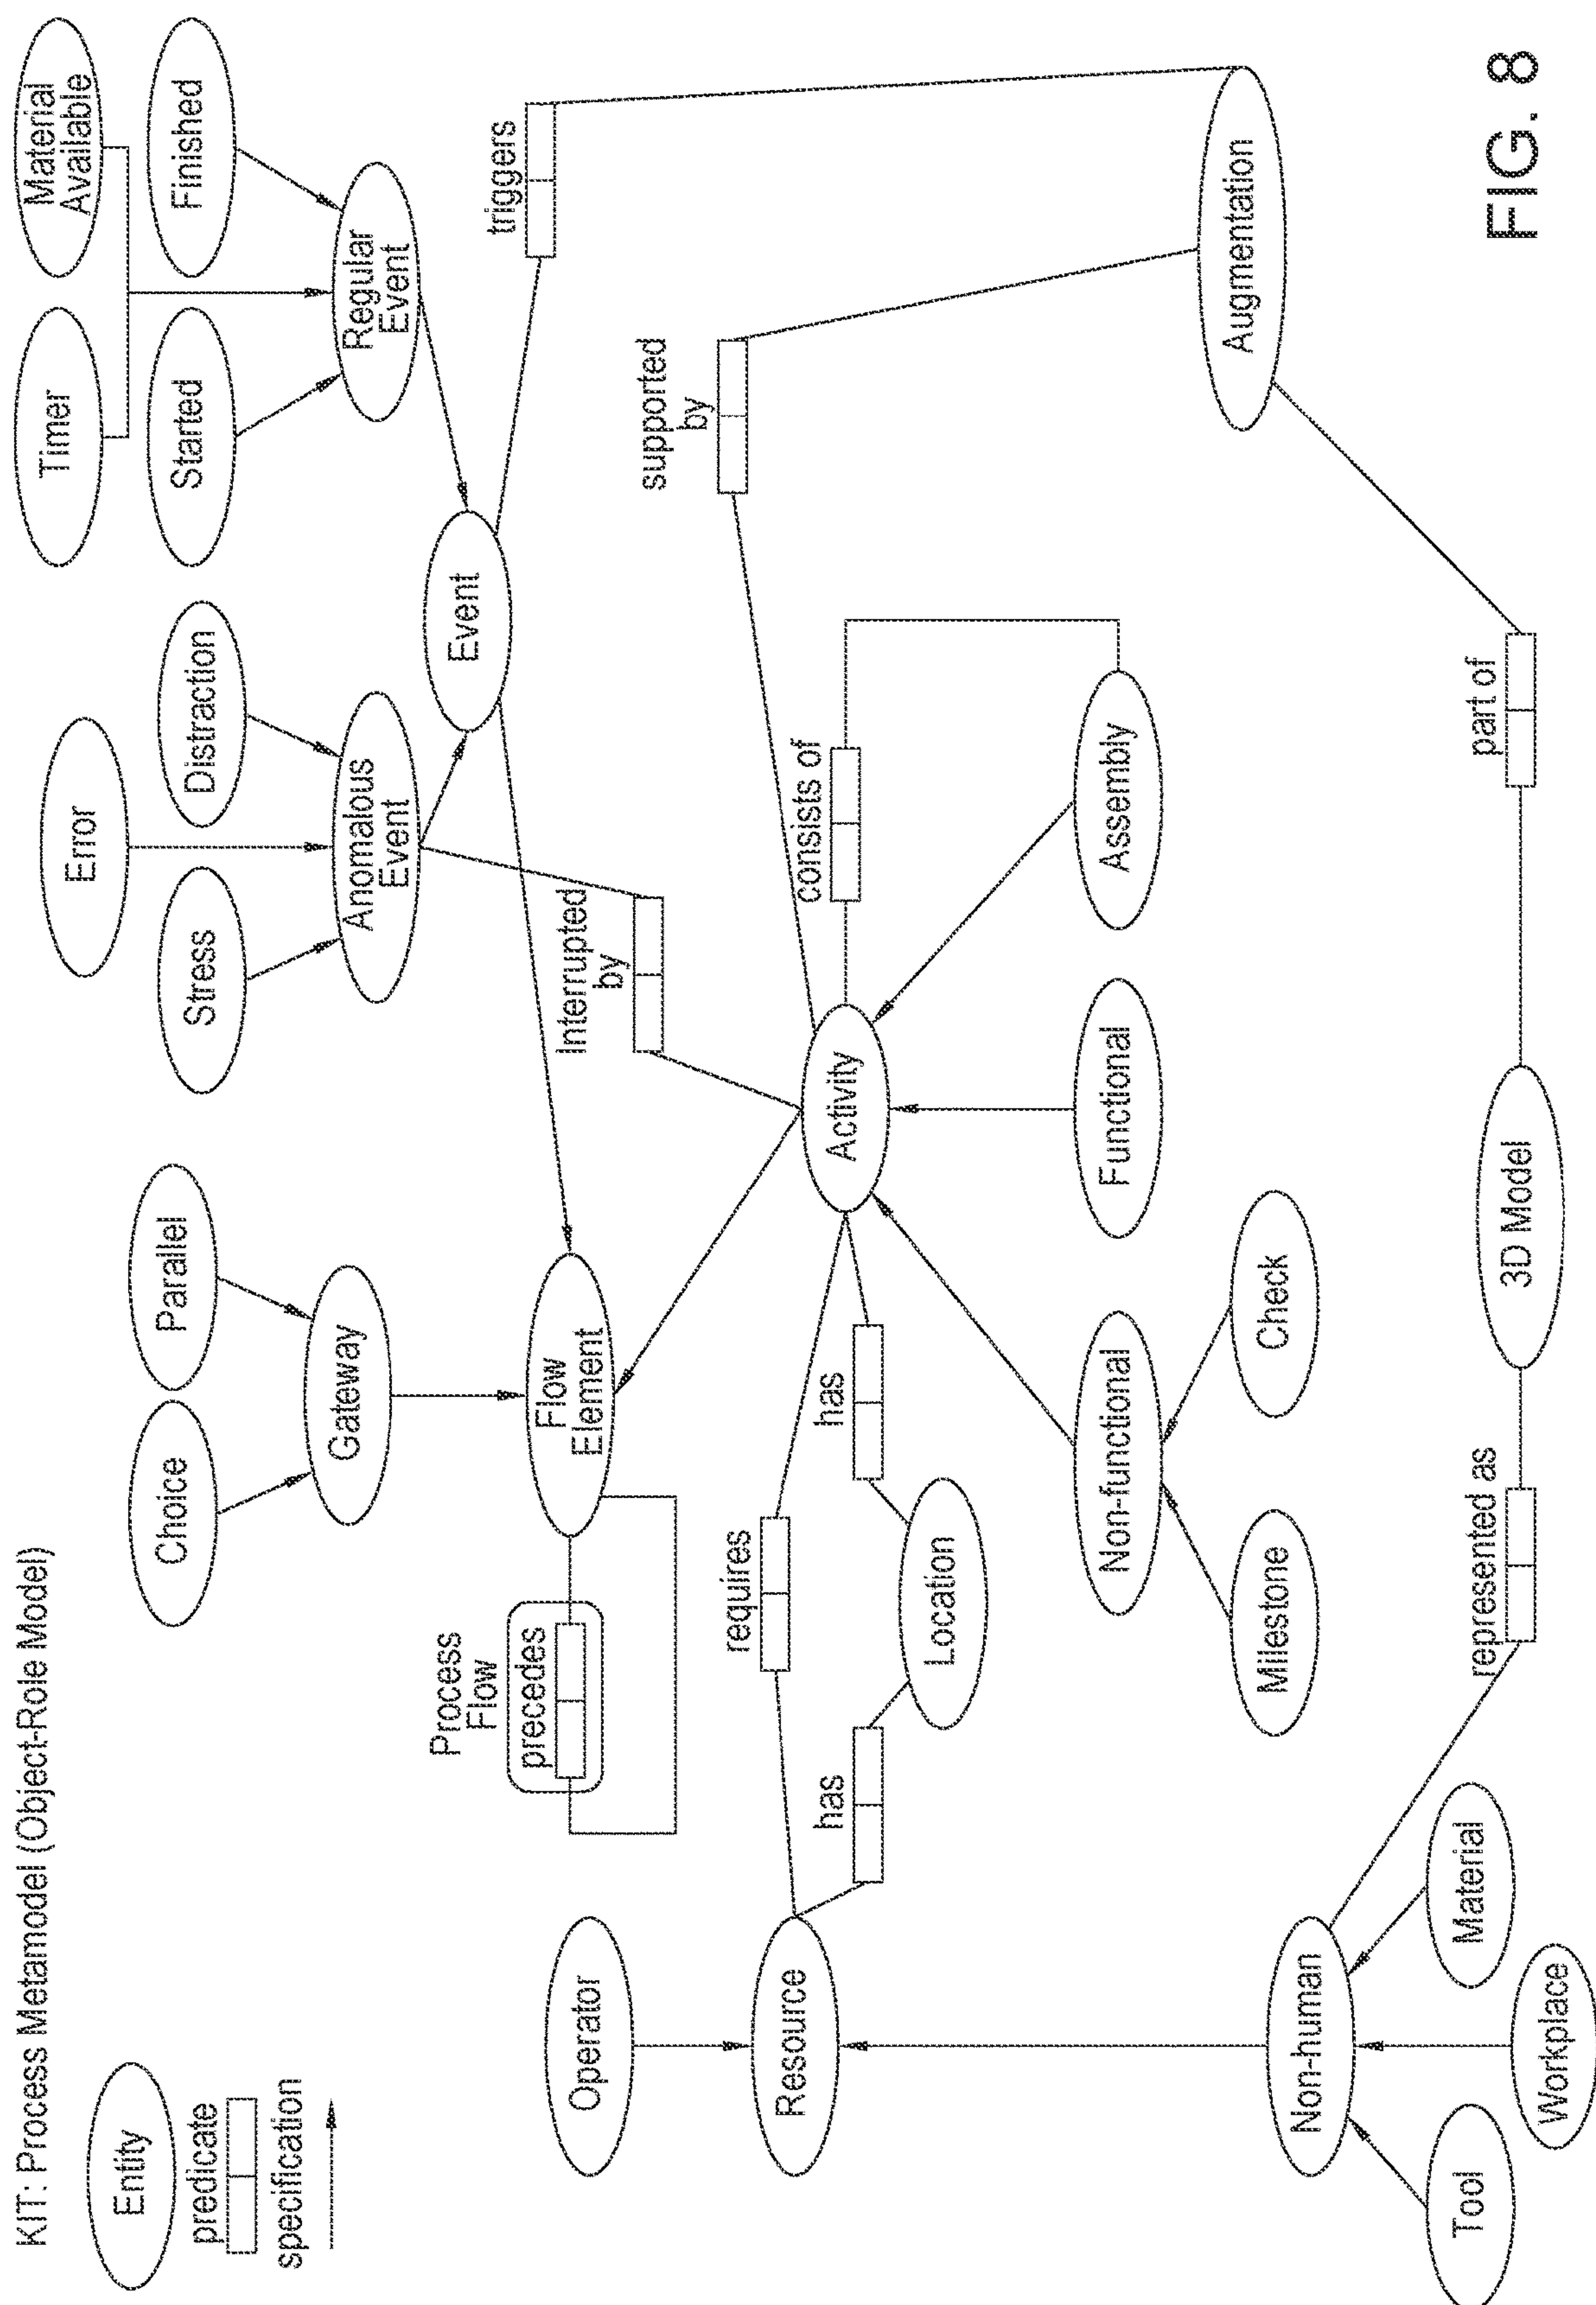 KIT: Process Metamodel (Object-Role Model)
Entity
predicate
specification
Choice
Parallel
Gateway
Error
Stress
Distraction
Anomalous
Event
Timer
Material
Available
Started
Finished
Regular
Event
Event
Process
Flow
precedes
Flow
Element
Interrupted
by
triggers
Operator
Resource
requires
has
has
Location
Activity
consists of
supported
by
Non-functional
Functional
Assembly
Milestone
Check
Augmentation
Non-human
Tool
Workplace
Material
represented as
3D Model
part of
FIG. 8